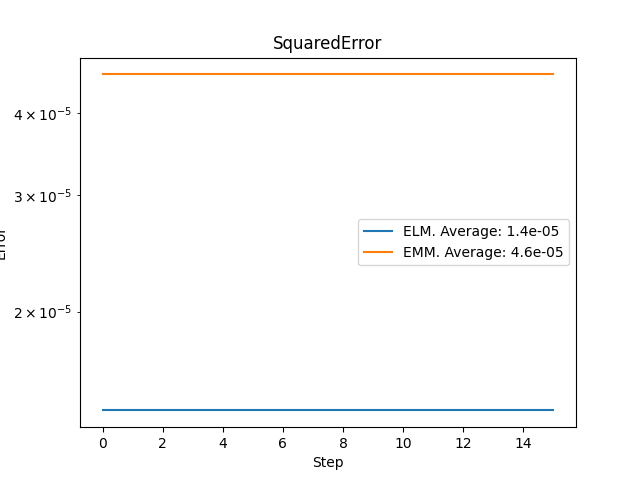 SquaredError
4 × 10⁻⁵
3 × 10⁻⁵
2 × 10⁻⁵
Error
ELM. Average: 1.4e-05
EMM. Average: 4.6e-05
0 2 4 6 8 10 12 14
Step